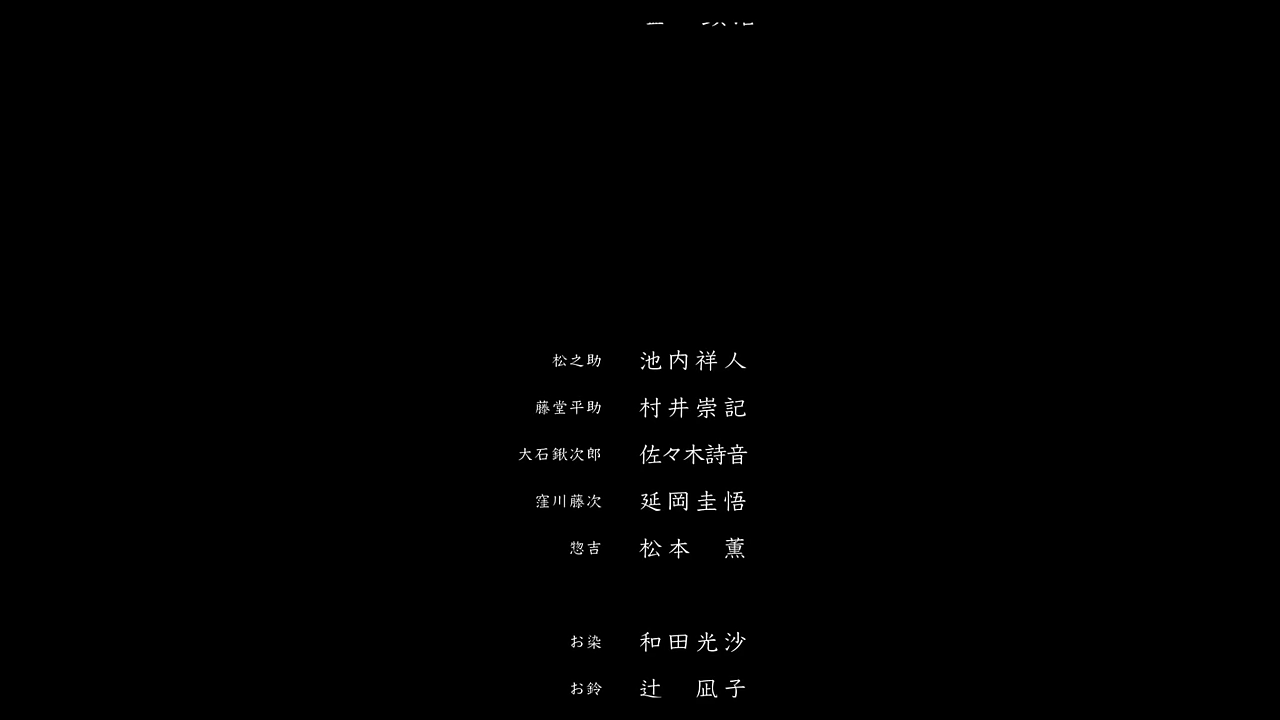 松之助 池内祥人
藤堂平助 村井崇記
大石鍬次郎 佐々木詩音
窪川藤次 延岡圭悟
惣吉 松本 薫
お染 和田光沙
お鈴 辻 凪子